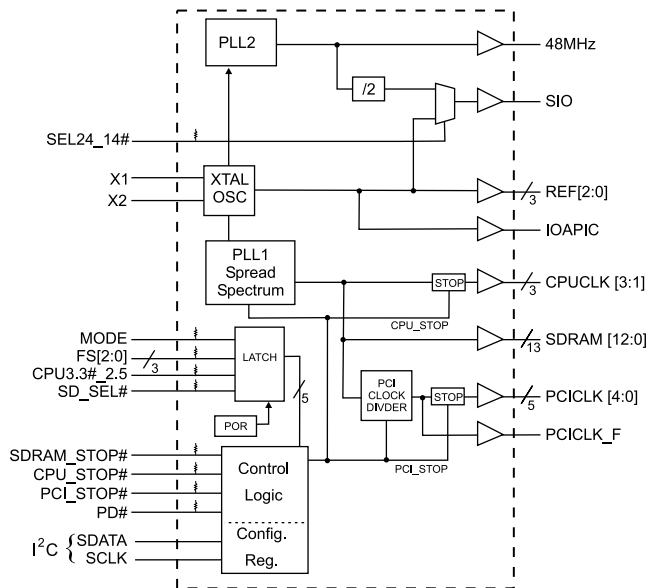 PLL2
48MHz
/2
SIO
SEL24_14#
X1
X2
XTAL
OSC
REF[2:0]
3
IOAPIC
PLL1
Spread
Spectrum
STOP
CPUCLK [3:1]
3
CPU_STOP
MODE
FS[2:0]
3
CPU3.3#_2.5
SD_SEL#
LATCH
5
SDRAM [12:0]
13
PCI
CLOCK
DIVDER
STOP
PCICLK [4:0]
5
POR
PCICLK_F
PCI_STOP
SDRAM_STOP#
CPU_STOP#
PCI_STOP#
PD#
Control
Logic
I²C { SDATA
SCLK
Config.
Reg.